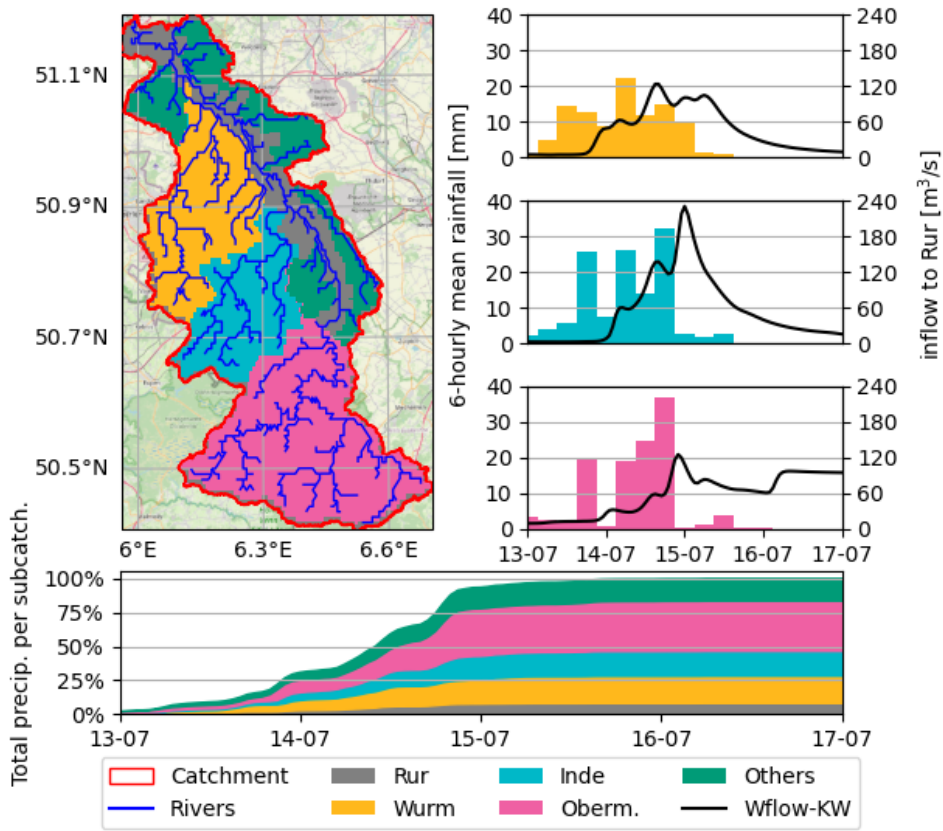 51.1°N
50.9°N
50.7°N
50.5°N
6°E 6.3°E 6.6°E
6-hourly mean rainfall [mm]
inflow to Rur [m³/s]
40 240
30 180
20 120
10 60
0 0
40 240
30 180
20 120
10 60
0 0
40 240
30 180
20 120
10 60
0 0
13-07 14-07 15-07 16-07 17-07
Total precip. per subcatch.
100%
75%
50%
25%
0%
13-07 14-07 15-07 16-07 17-07
Catchment Rur Inde Others
Rivers Wurm Oberm. Wflow-KW